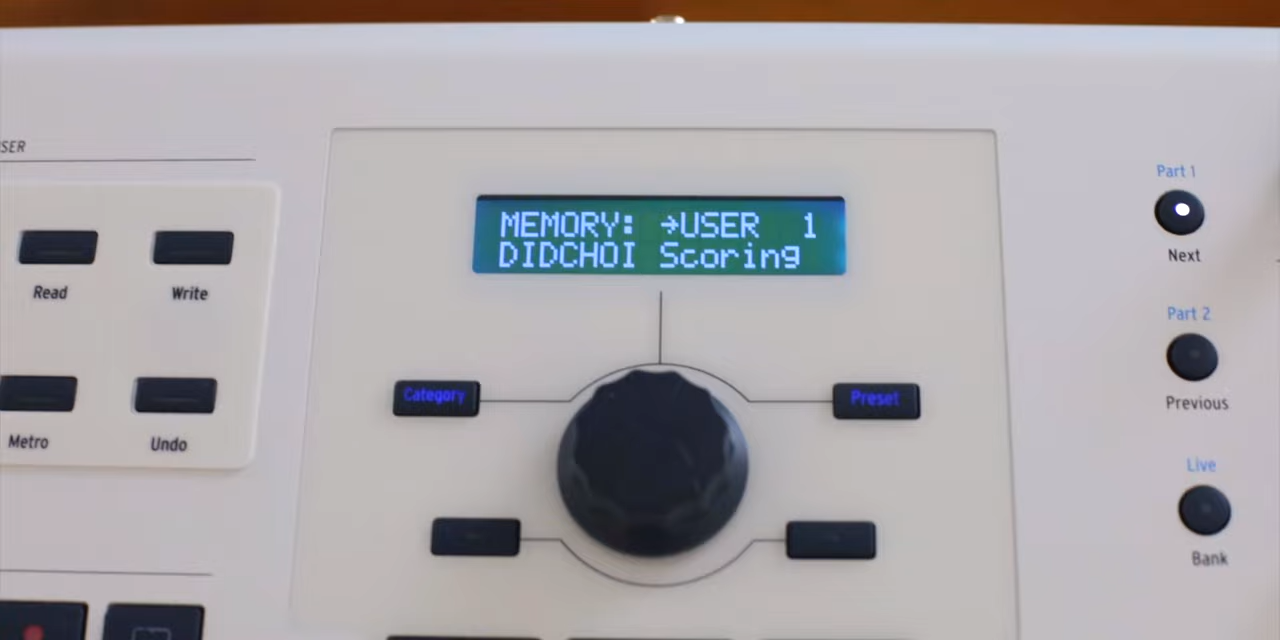 SER
Read
Write
Metro
Undo
MEMORY: →USER 1
DIDCHOI Scoring
Category
Preset
Part 1
Next
Part 2
Previous
Live
Bank